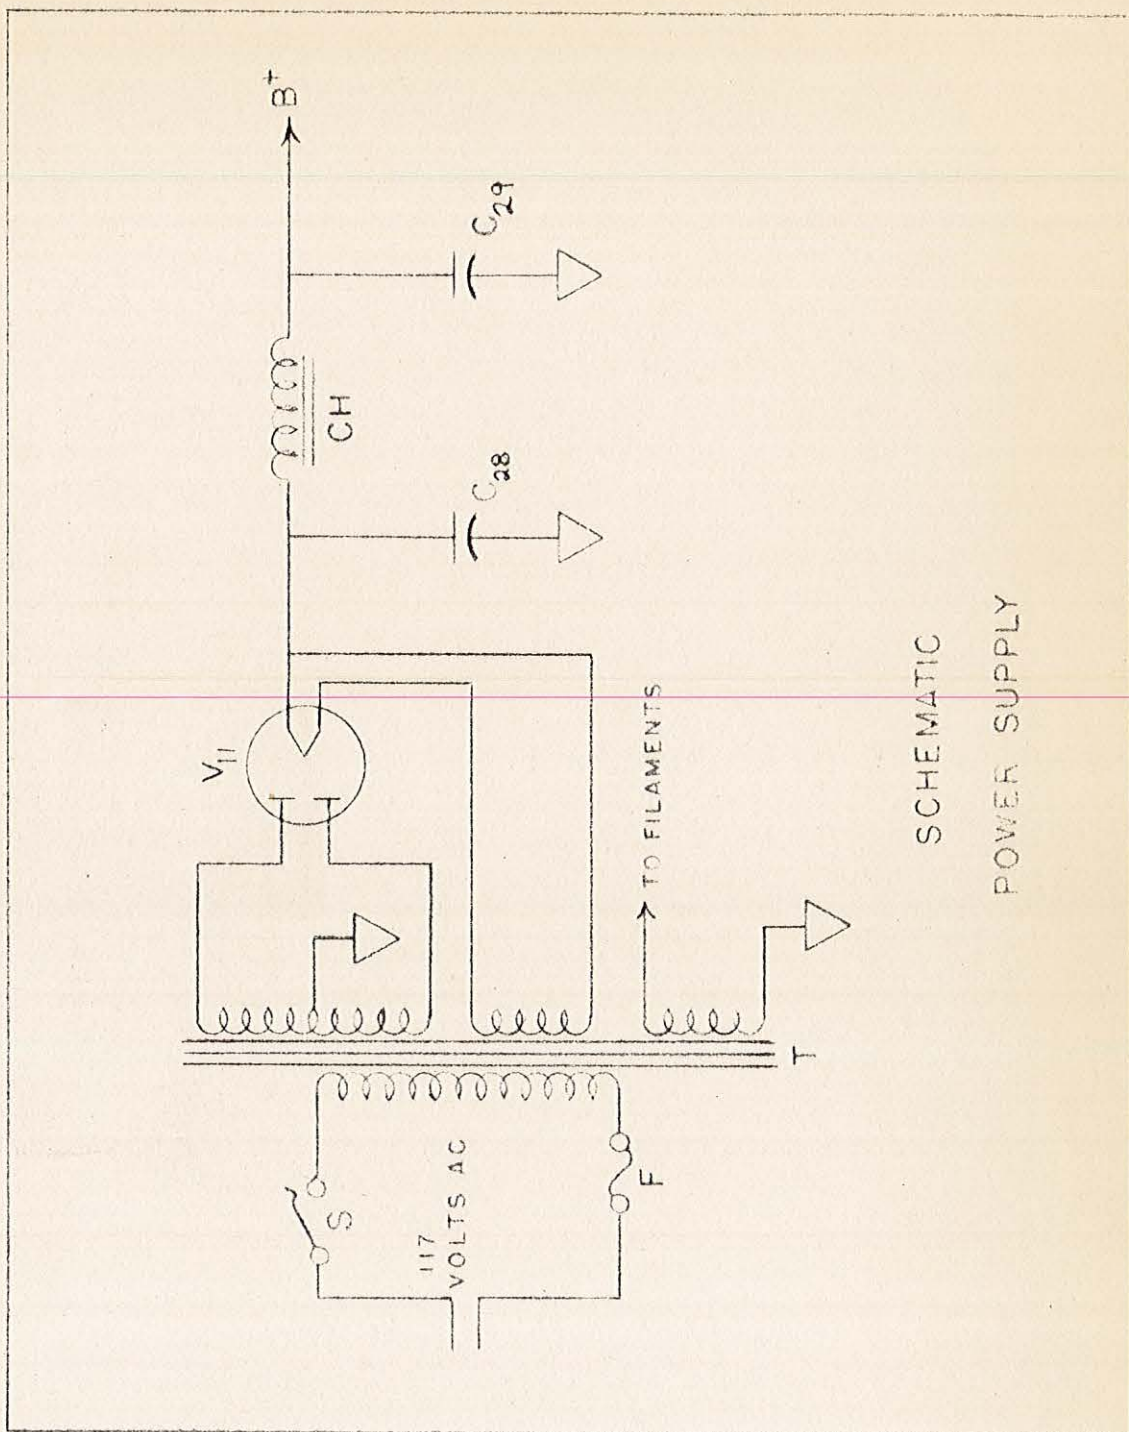 B+
V11
CH
C28
C29
S
117
VOLTS AC
F
T
TO FILAMENTS
SCHEMATIC
POWER SUPPLY